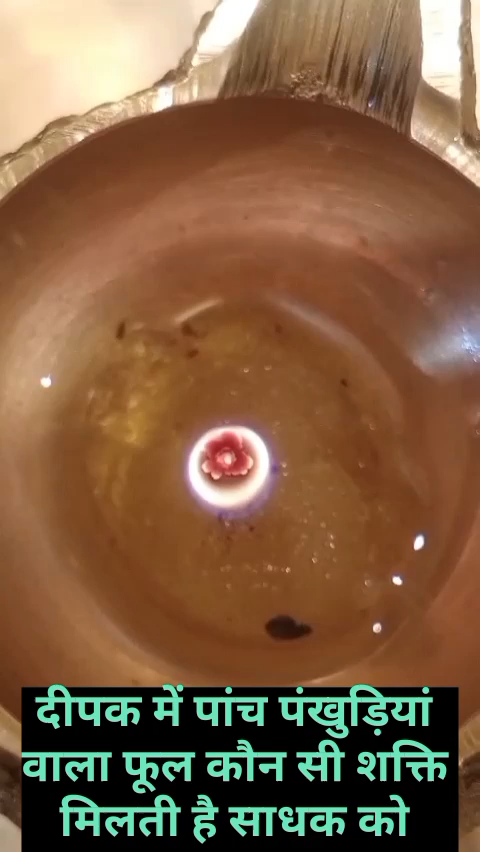 दीपक में पांच पंखुड़ियां
वाला फूल कौन सी शक्ति
मिलती है साधक को